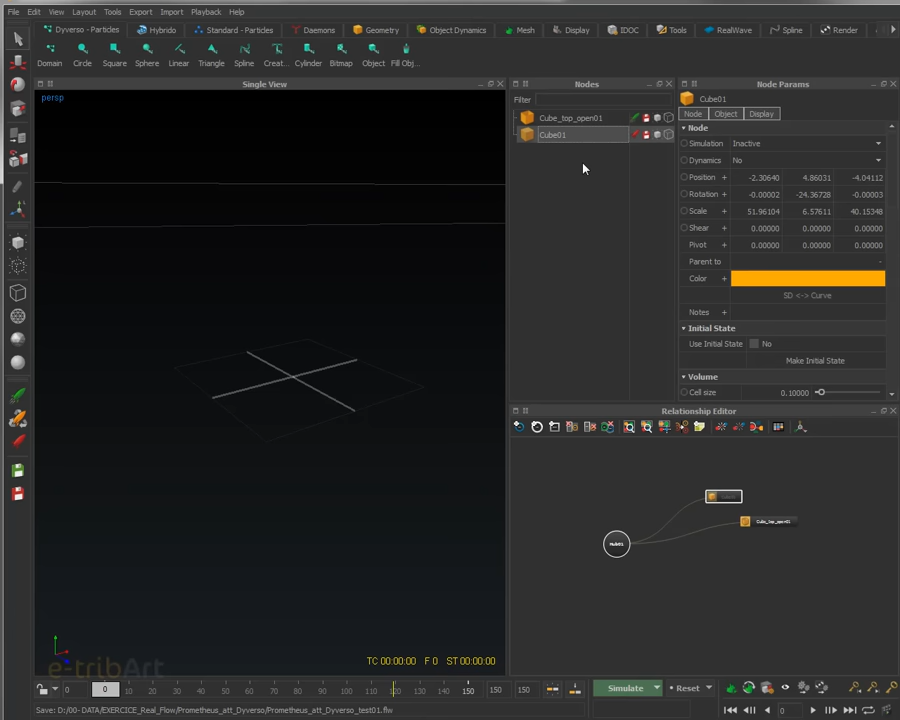 File Edit View Layout Tools Export Import Playback Help
Dyverso - Particles Hybrido Standard - Particles Daemons Geometry Object Dynamics Mesh Display IDOC Tools RealWave Spline Render
Domain Circle Square Sphere Linear Triangle Spline Creat... Cylinder Bitmap Object Fill Obj...
Single View
persp
TC 00:00:00 F 0 ST 00:00:00
e-tribArt
Nodes
Filter
Cube_top_open01
Cube01
Node Params
Cube01
Node Object Display
Node
Simulation Inactive
Dynamics No
Position + -2.30640 4.86031 -4.04112
Rotation + -0.00002 -24.36728 -0.00003
Scale + 51.96104 6.57611 40.15348
Shear + 0.00000 0.00000 0.00000
Pivot + 0.00000 0.00000 0.00000
Parent to -
Color +
SD <-> Curve
Notes +
Initial State
Use Initial State No
Make Initial State
Volume
Cell size 0.10000
Relationship Editor
Cube_top_open01
Hub01
0 0 10 20 30 40 50 60 70 80 90 100 110 120 130 140 150 150 150
Simulate Reset
0
Save: D:/00- DATA/EXERCICE_Real_Flow/Prometheus_att_Dyverso/Prometheus_att_Dyverso_test01.flw